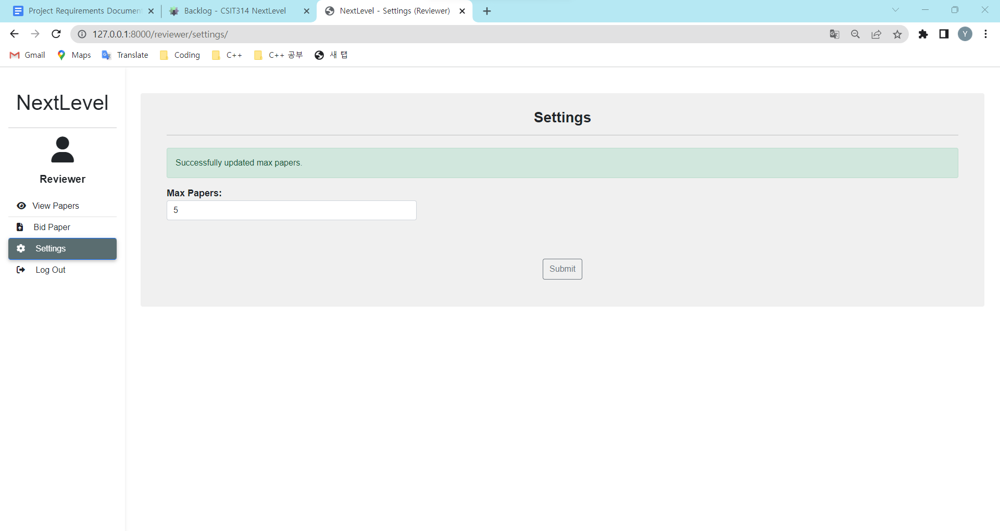 Project Requirements Document
Backlog - CSIT314 NextLevel
NextLevel - Settings (Reviewer)
127.0.0.1:8000/reviewer/settings/
Y
Gmail
Maps
Translate
Coding
C++
C++ 공부
새 탭
NextLevel
Reviewer
View Papers
Bid Paper
Settings
Log Out
Settings
Successfully updated max papers.
Max Papers:
5
Submit